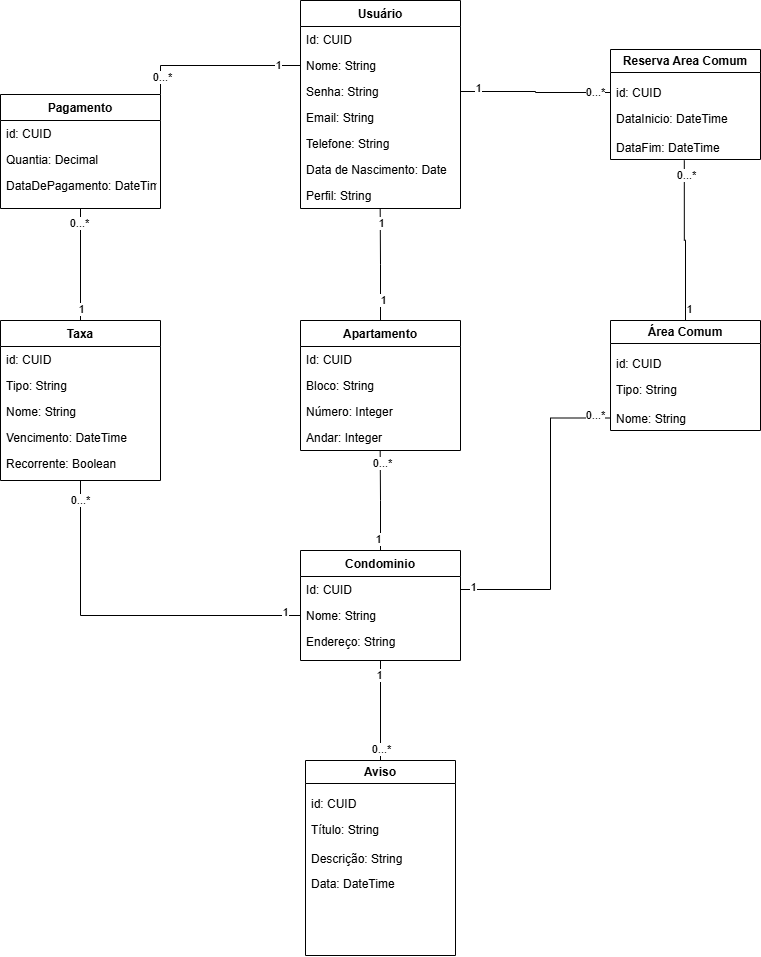 Usuário
Id: CUID
Nome: String
Senha: String
Email: String
Telefone: String
Data de Nascimento: Date
Perfil: String
1
0...*
1
0...*
Reserva Area Comum
id: CUID
DataInicio: DateTime
DataFim: DateTime
Pagamento
id: CUID
Quantia: Decimal
DataDePagamento: DateTim
0...*
1
1
1
0...*
1
Taxa
id: CUID
Tipo: String
Nome: String
Vencimento: DateTime
Recorrente: Boolean
Apartamento
Id: CUID
Bloco: String
Número: Integer
Andar: Integer
Área Comum
id: CUID
Tipo: String
Nome: String
0...*
0...*
0...*
1
1
1
Condominio
Id: CUID
Nome: String
Endereço: String
1
0...*
Aviso
id: CUID
Título: String
Descrição: String
Data: DateTime